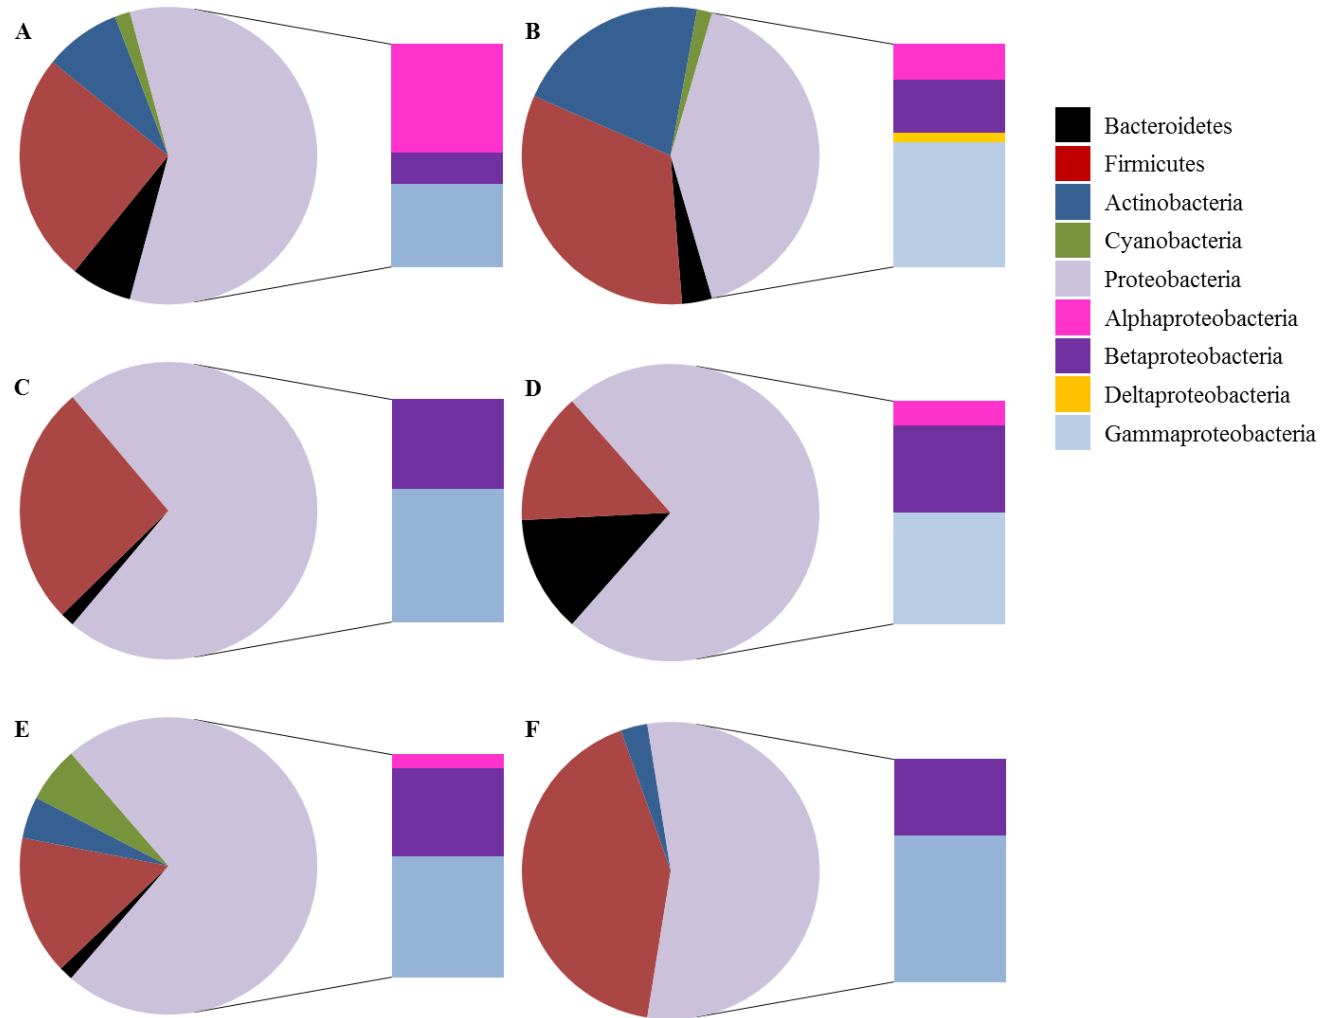 A
B
Bacteroidetes
Firmicutes
Actinobacteria
Cyanobacteria
Proteobacteria
Alphaproteobacteria
Betaproteobacteria
Deltaproteobacteria
Gammaproteobacteria
C
D
E
F